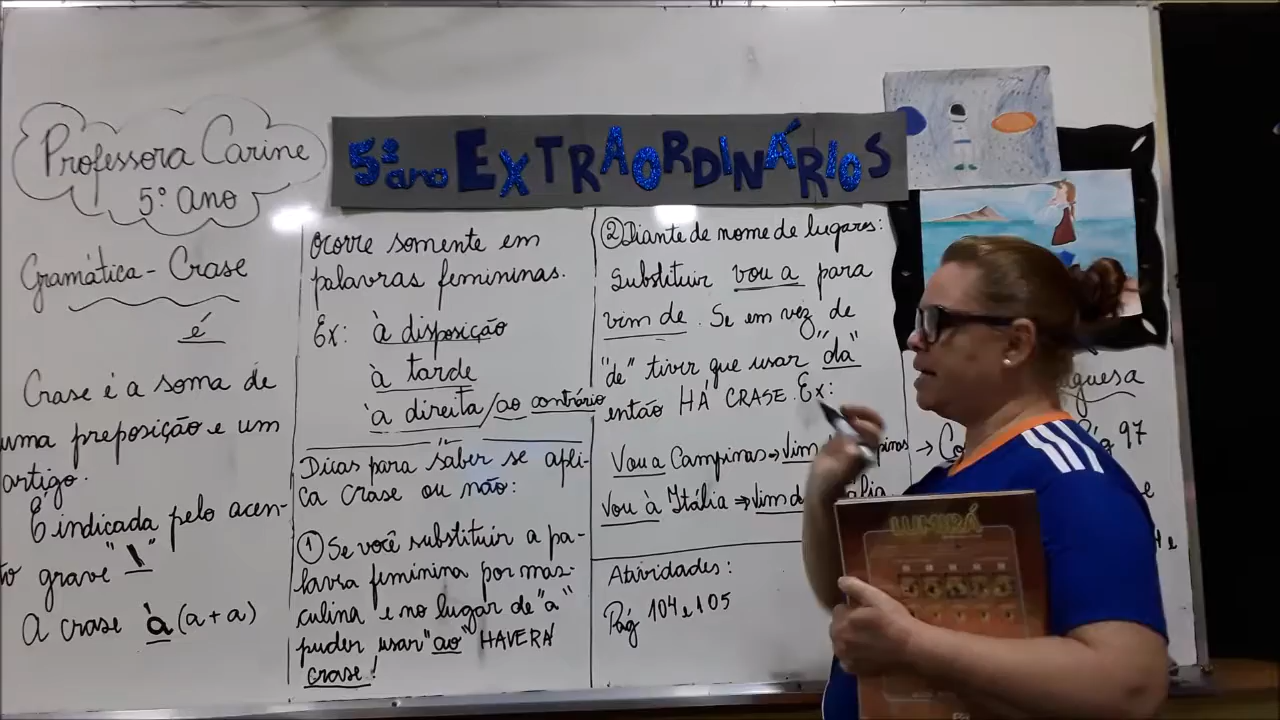 Professora Carine
5º ano
5º ano EXTRAORDINÁRIOS
Gramática - Crase
é
Crase é a soma de
uma preposição e um
artigo.
É indicada pelo acen-
to grave "\"
A crase à (a + a)
Ocorre somente em
palavras femininas.
Ex: à disposição
à tarde
à direita/ao contrário
Dicas para saber se apli-
ca crase ou não:
① Se você substituir a pa-
lavra feminina por mas-
culina e no lugar de "a"
puder usar "ao" HAVERÁ
crase!
② Diante de nome de lugares:
Substituir vou a para
vim de. Se em vez de
"de" tiver que usar "da"
então HÁ CRASE. Ex:
Vou a Campinas → Vim
Vou à Itália → Vim
Atividades:
Pág 104 e 105
97
e
LUMIRÁ